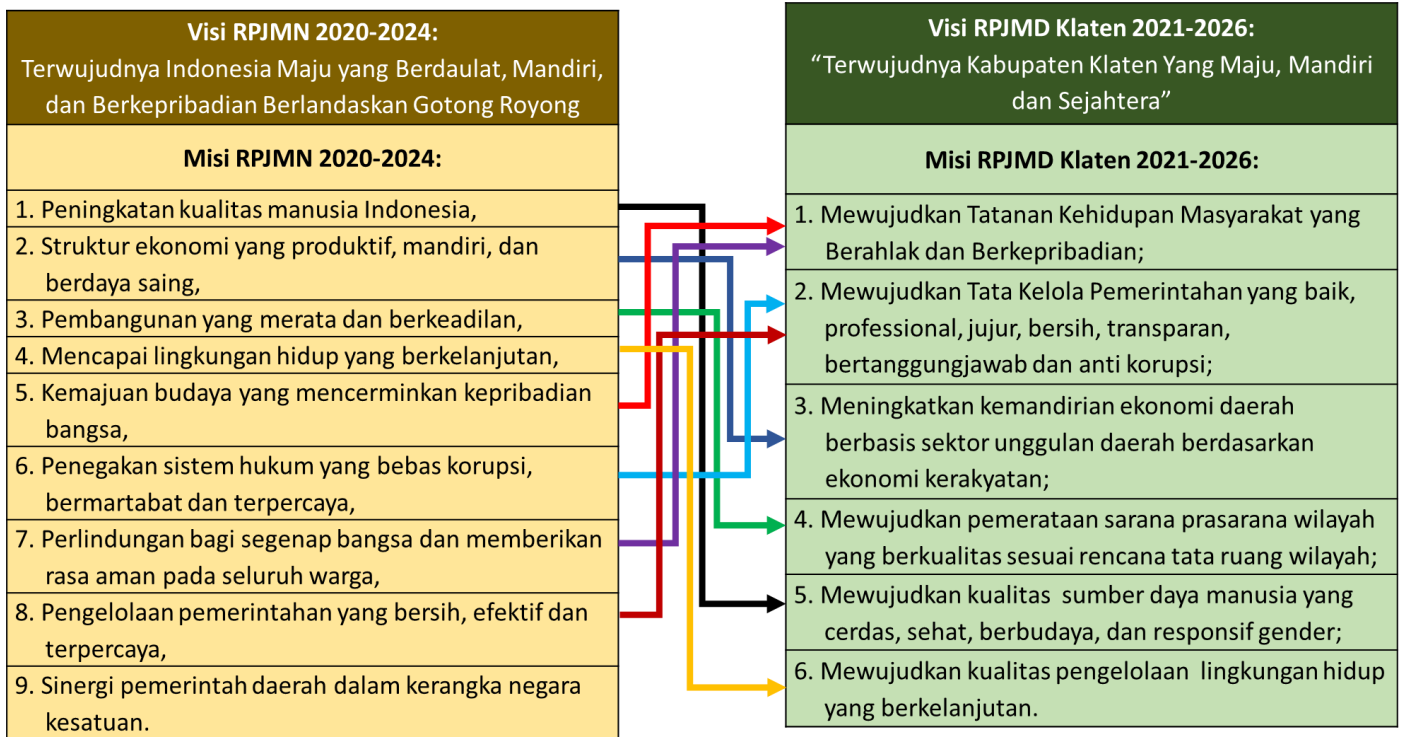 Visi RPJMN 2020-2024:
Terwujudnya Indonesia Maju yang Berdaulat, Mandiri,
dan Berkepribadian Berlandaskan Gotong Royong
Misi RPJMN 2020-2024:
1. Peningkatan kualitas manusia Indonesia,
2. Struktur ekonomi yang produktif, mandiri, dan
berdaya saing,
3. Pembangunan yang merata dan berkeadilan,
4. Mencapai lingkungan hidup yang berkelanjutan,
5. Kemajuan budaya yang mencerminkan kepribadian
bangsa,
6. Penegakan sistem hukum yang bebas korupsi,
bermartabat dan terpercaya,
7. Perlindungan bagi segenap bangsa dan memberikan
rasa aman pada seluruh warga,
8. Pengelolaan pemerintahan yang bersih, efektif dan
terpercaya,
9. Sinergi pemerintah daerah dalam kerangka negara
kesatuan.
Visi RPJMD Klaten 2021-2026:
“Terwujudnya Kabupaten Klaten Yang Maju, Mandiri
dan Sejahtera”
Misi RPJMD Klaten 2021-2026:
1. Mewujudkan Tatanan Kehidupan Masyarakat yang
Berahlak dan Berkepribadian;
2. Mewujudkan Tata Kelola Pemerintahan yang baik,
professional, jujur, bersih, transparan,
bertanggungjawab dan anti korupsi;
3. Meningkatkan kemandirian ekonomi daerah
berbasis sektor unggulan daerah berdasarkan
ekonomi kerakyatan;
4. Mewujudkan pemerataan sarana prasarana wilayah
yang berkualitas sesuai rencana tata ruang wilayah;
5. Mewujudkan kualitas sumber daya manusia yang
cerdas, sehat, berbudaya, dan responsif gender;
6. Mewujudkan kualitas pengelolaan lingkungan hidup
yang berkelanjutan.